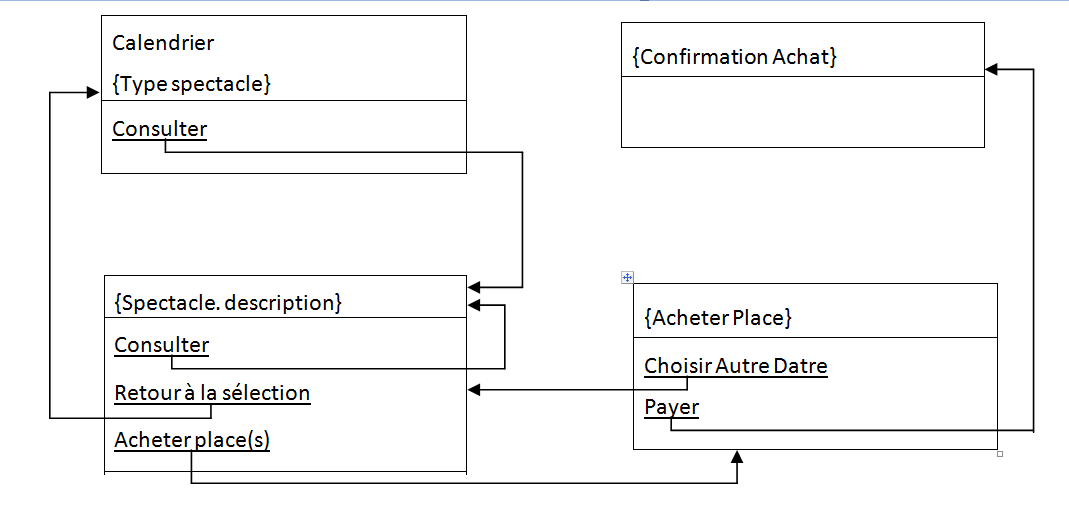 Calendrier
{Type spectacle}
Consulter
{Confirmation Achat}
{Spectacle. description}
Consulter
Retour à la sélection
Acheter place(s)
{Acheter Place}
Choisir Autre Datre
Payer